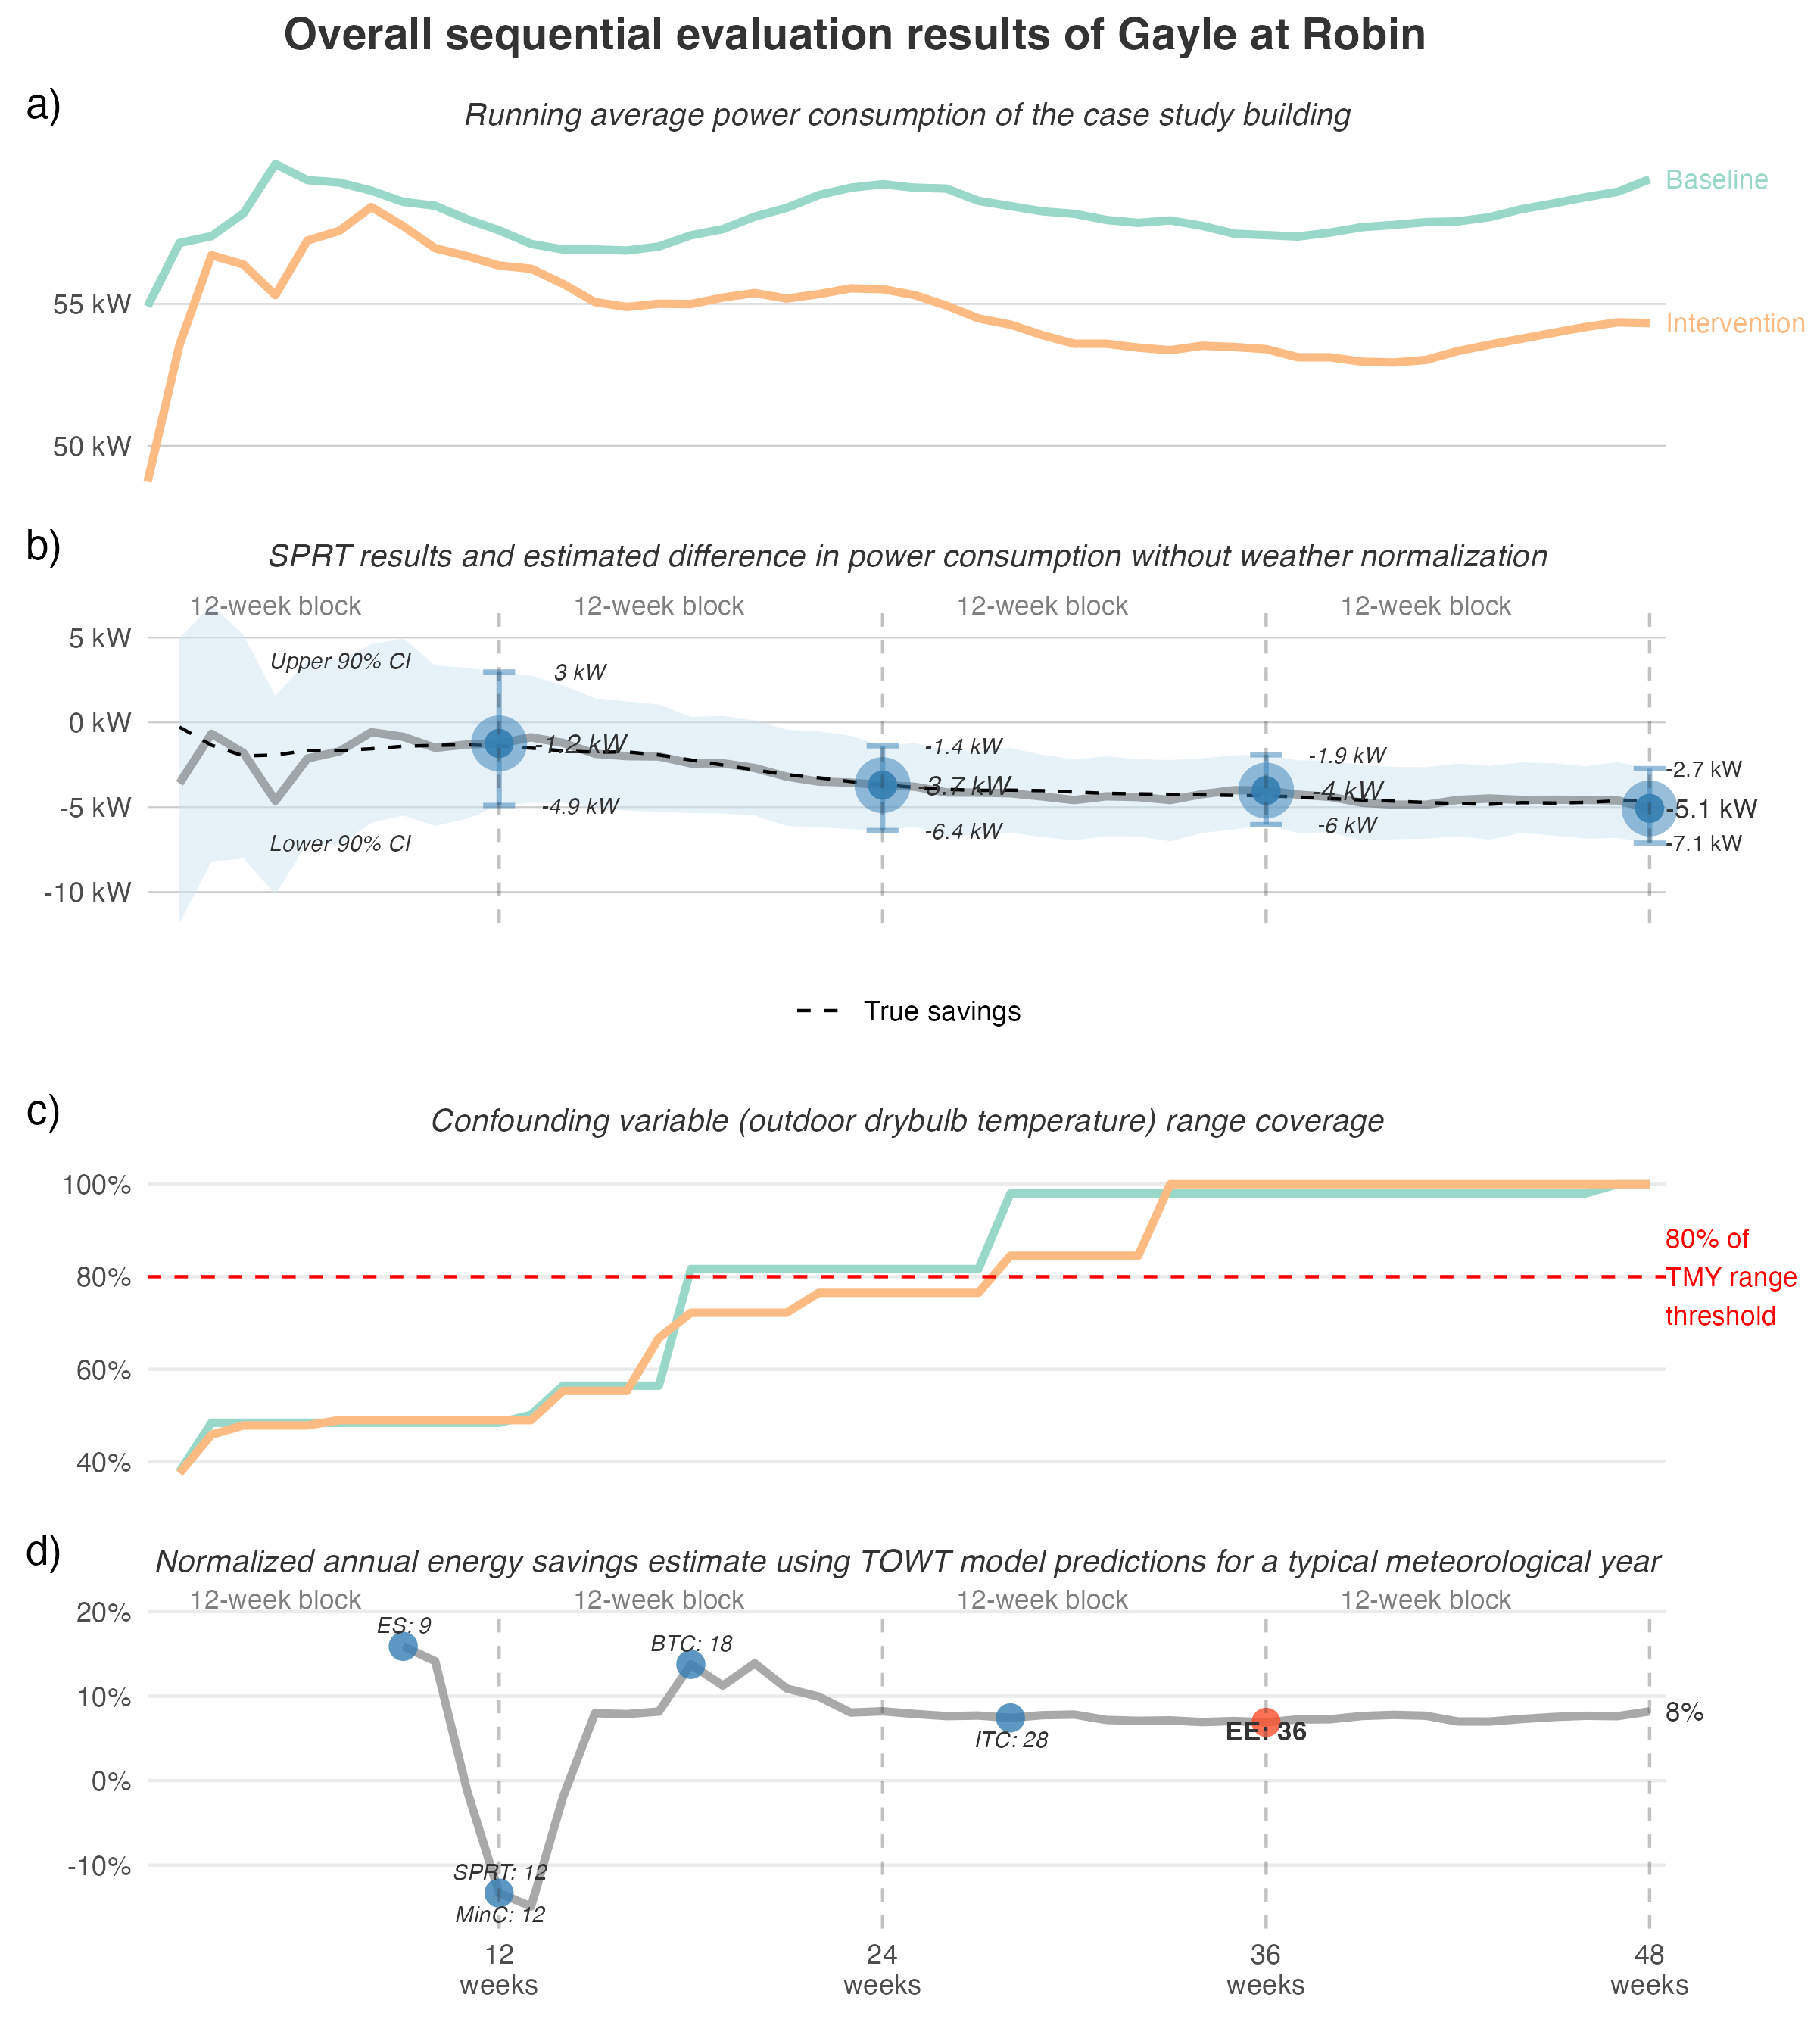 Overall sequential evaluation results of Gayle at Robin
a)
Running average power consumption of the case study building
Baseline
55 kW
Intervention
50 kW
b)
SPRT results and estimated difference in power consumption without weather normalization
12-week block 12-week block 12-week block 12-week block
5 kW
Upper 90% CI
3 kW
0 kW
-1.2 kW
-1.4 kW
-1.9 kW
-2.7 kW
-3.7 kW
-4 kW
-5 kW
-4.9 kW
-5.1 kW
-6.4 kW
-6 kW
Lower 90% CI
-7.1 kW
-10 kW
True savings
c)
Confounding variable (outdoor drybulb temperature) range coverage
100%
80%
60%
40%
80% of
TMY range
threshold
d)
Normalized annual energy savings estimate using TOWT model predictions for a typical meteorological year
12-week block 12-week block 12-week block 12-week block
20%
ES: 9
BTC: 18
10%
8%
ITC: 28
EE: 36
0%
-10%
SPRT: 12
MinC: 12
12
weeks
24
weeks
36
weeks
48
weeks